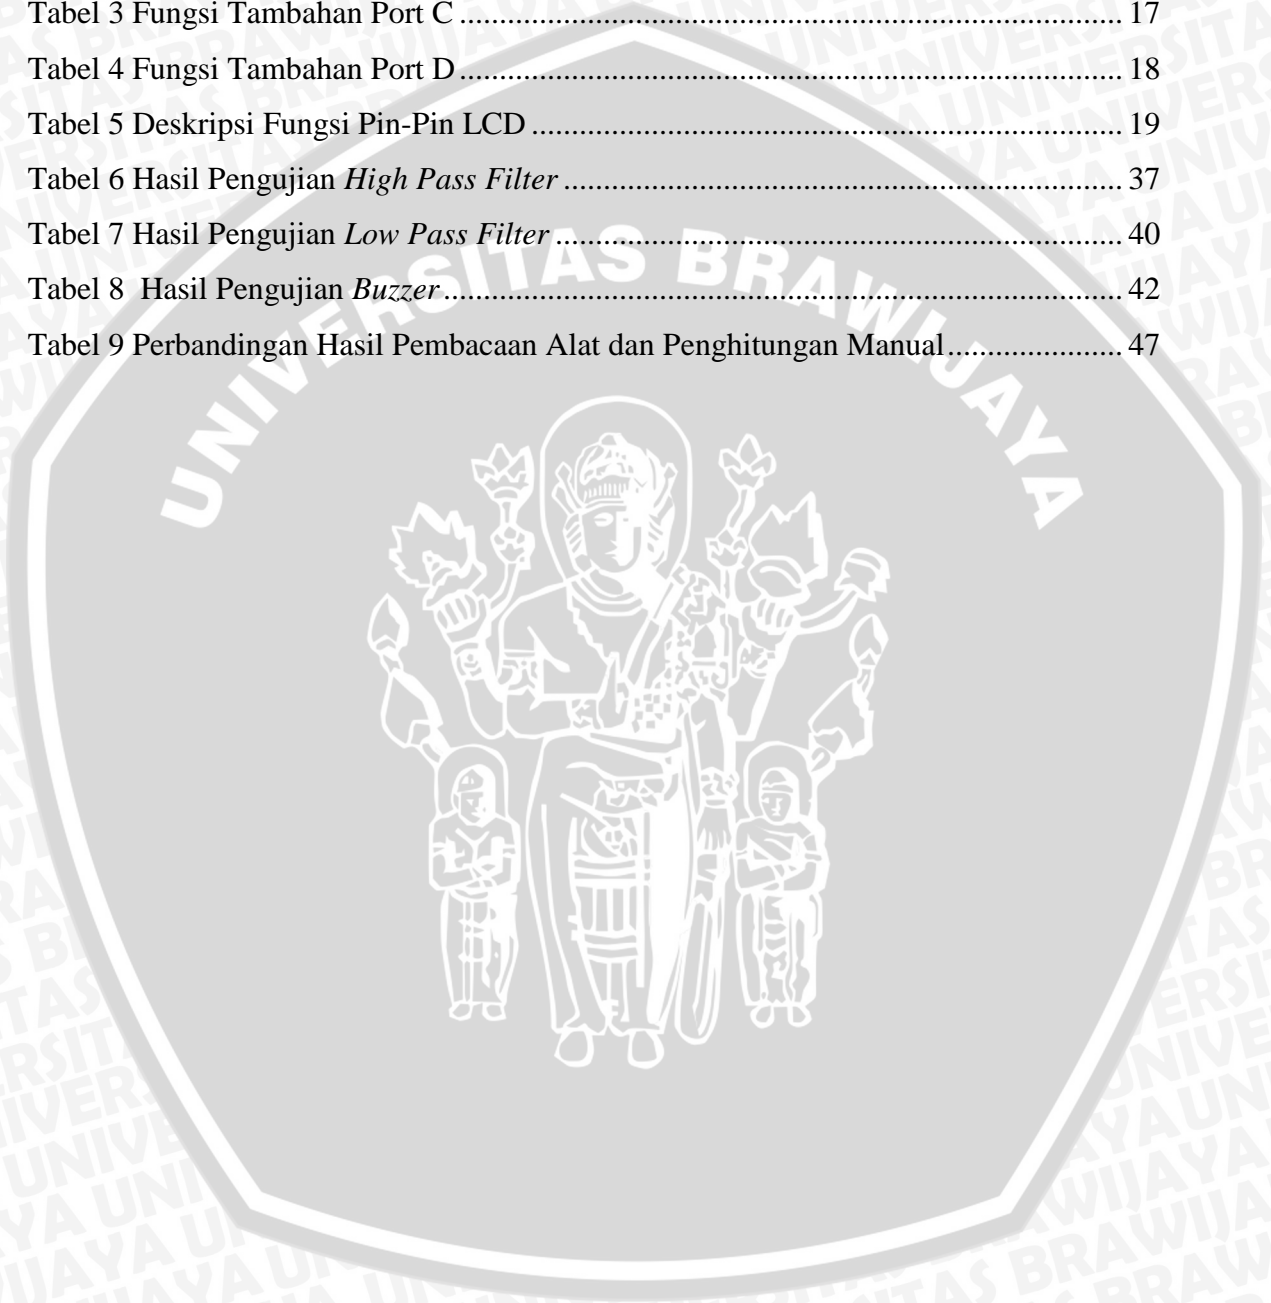 Tabel 3 Fungsi Tambahan Port C ................................................................................. 17
Tabel 4 Fungsi Tambahan Port D ................................................................................. 18
Tabel 5 Deskripsi Fungsi Pin-Pin LCD ........................................................................ 19
Tabel 6 Hasil Pengujian High Pass Filter .................................................................... 37
Tabel 7 Hasil Pengujian Low Pass Filter ..................................................................... 40
Tabel 8  Hasil Pengujian Buzzer ................................................................................... 42
Tabel 9 Perbandingan Hasil Pembacaan Alat dan Penghitungan Manual ...................... 47
UNIVERSITAS BRAWIJAYA